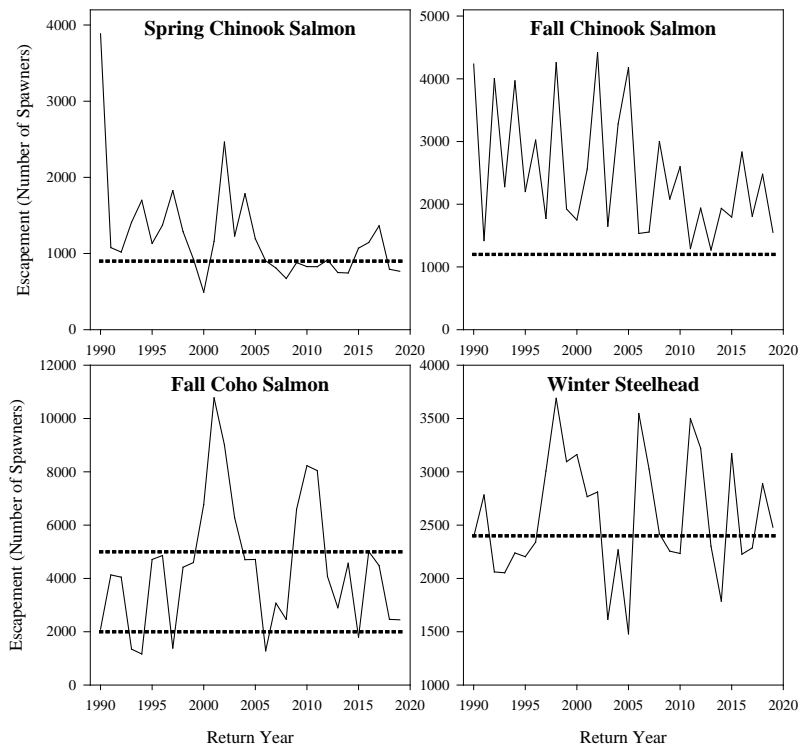 Spring Chinook Salmon
Escapement (Number of Spawners)
4000
3000
2000
1000
0
1990 1995 2000 2005 2010 2015 2020
Fall Chinook Salmon
5000
4000
3000
2000
1000
0
1990 1995 2000 2005 2010 2015 2020
Fall Coho Salmon
Escapement (Number of Spawners)
12000
10000
8000
6000
4000
2000
0
1990 1995 2000 2005 2010 2015 2020
Return Year
Winter Steelhead
4000
3500
3000
2500
2000
1500
1000
1990 1995 2000 2005 2010 2015 2020
Return Year